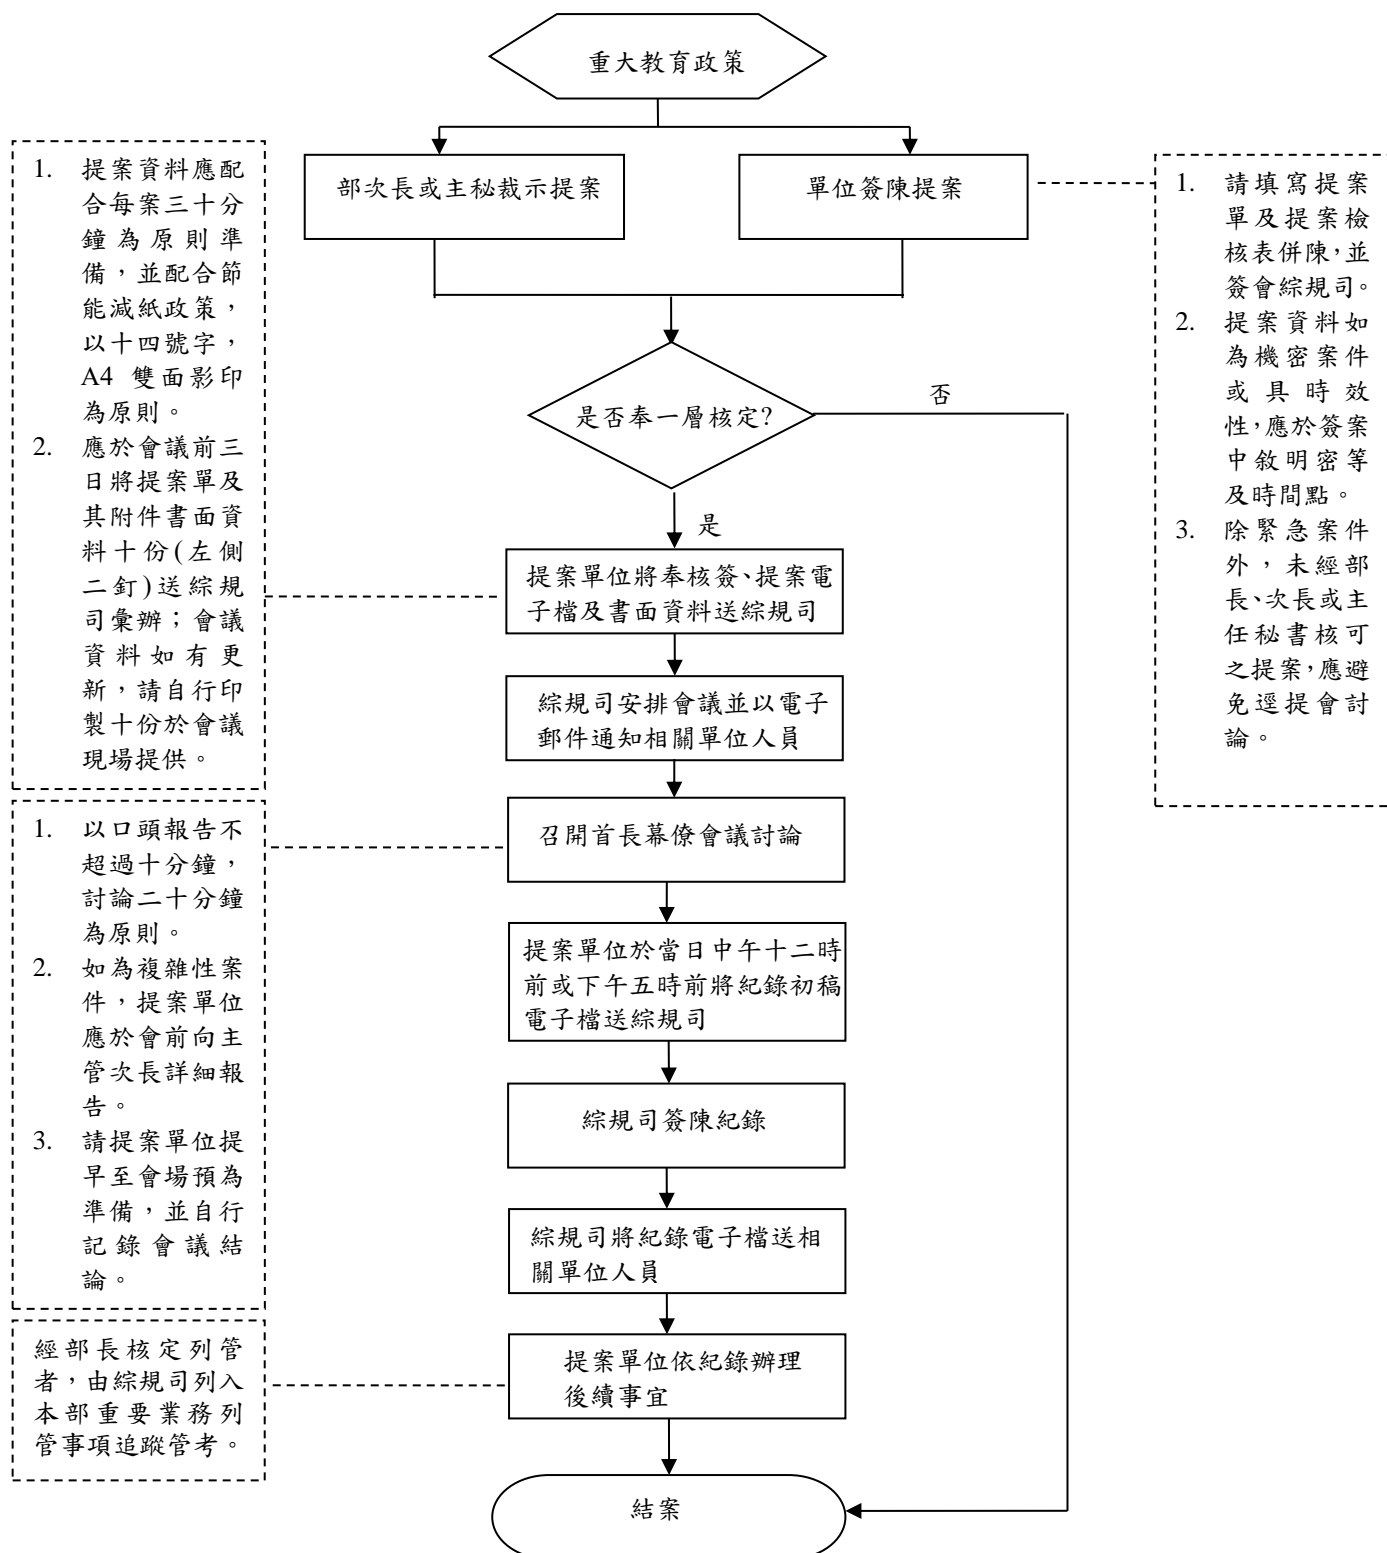 重大教育政策
部次長或主秘裁示提案
單位簽陳提案
1. 提案資料應配
合每案三十分
鐘為原則準
備，並配合節
能減紙政策，
以十四號字，
A4 雙面影印
為原則。
2. 應於會議前三
日將提案單及
其附件書面資
料十份(左側
二釘)送綜規
司彙辦；會議
資料如有更
新，請自行印
製十份於會議
現場提供。
1. 請填寫提案
單及提案檢
核表併陳，並
簽會綜規司。
2. 提案資料如
為機密案件
或具時效
性，應於簽案
中敘明密等
及時間點。
3. 除緊急案件
外，未經部
長、次長或主
任秘書核可
之提案，應避
免逕提會討
論。
是否奉一層核定?
否
是
提案單位將奉核簽、提案電
子檔及書面資料送綜規司
綜規司安排會議並以電子
郵件通知相關單位人員
1. 以口頭報告不
超過十分鐘，
討論二十分鐘
為原則。
2. 如為複雜性案
件，提案單位
應於會前向主
管次長詳細報
告。
3. 請提案單位提
早至會場預為
準備，並自行
記錄會議結
論。
召開首長幕僚會議討論
提案單位於當日中午十二時
前或下午五時前將紀錄初稿
電子檔送綜規司
綜規司簽陳紀錄
綜規司將紀錄電子檔送相
關單位人員
經部長核定列管
者，由綜規司列入
本部重要業務列
管事項追蹤管考。
提案單位依紀錄辦理
後續事宜
結案